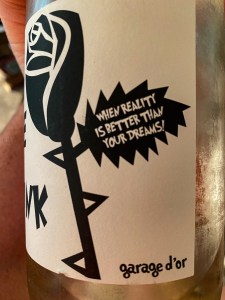 WHEN REALITY
IS BETTER THAN
YOUR DREAMS!
garage d'or